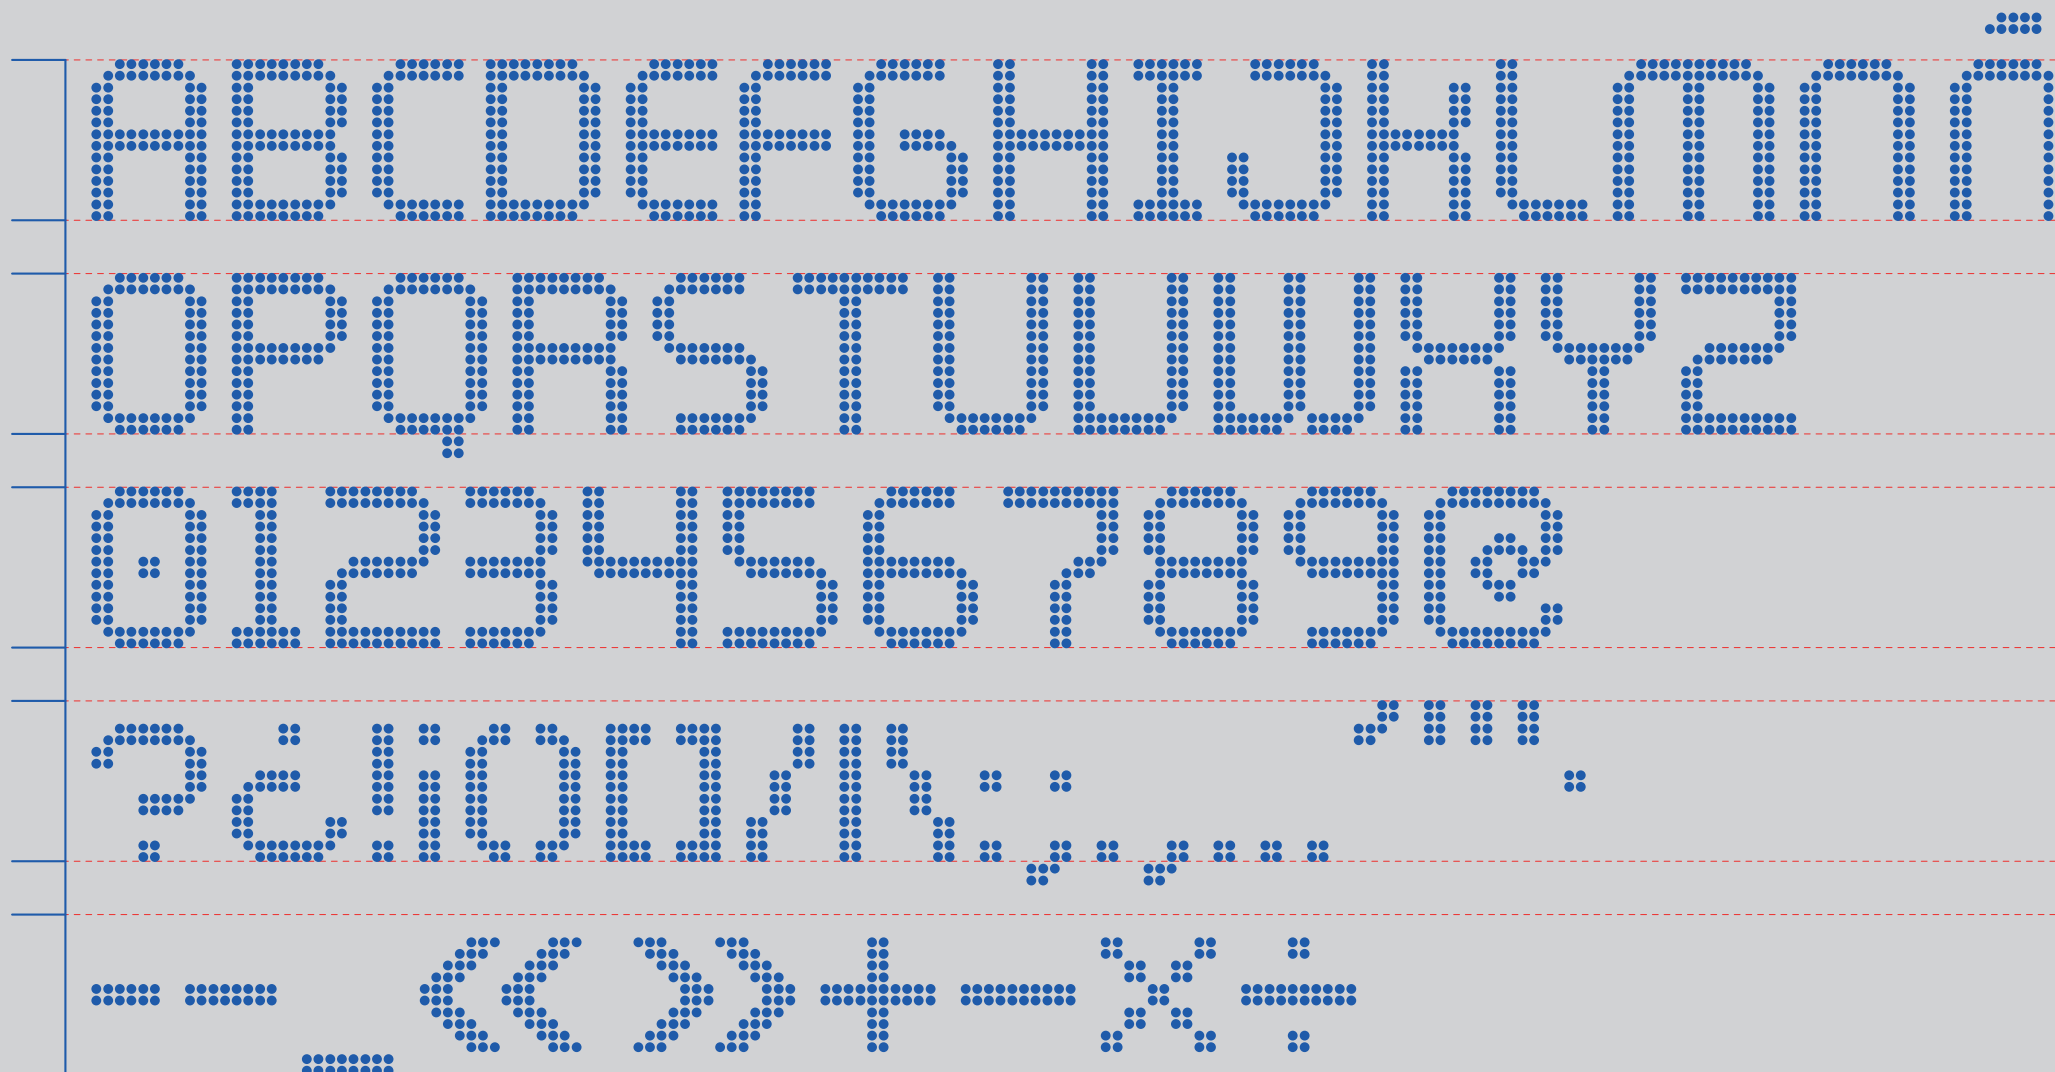 ABCDEFGHIJKLMNÑ
OPQRSTUVWXYZ
0123456789@
?¿!¡()[]/|\:;.,…´'"·
-–_«»+−×÷